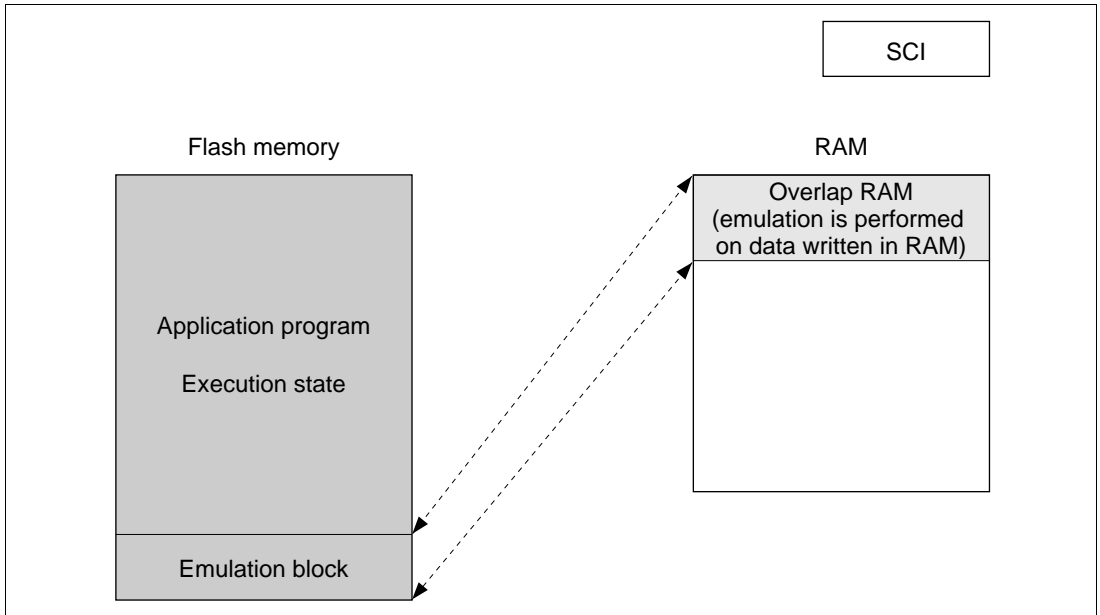 SCI
Flash memory
RAM
Overlap RAM
(emulation is performed
on data written in RAM)
Application program
Execution state
Emulation block